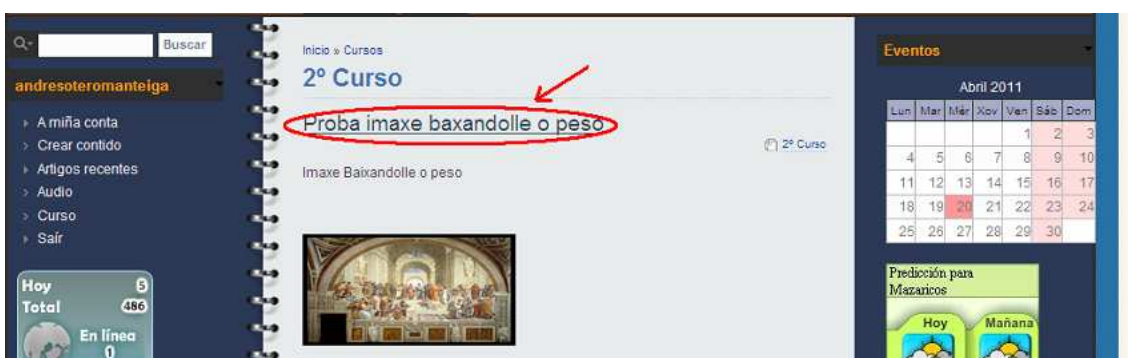 Buscar
andresoteromanteiga
A miña conta
Crear contido
Artigos recentes
Audio
Curso
Saír
Hoy 5
Total 486
En línea
0
Inicio » Cursos
2º Curso
Proba imaxe baxandolle o peso
2º Curso
Imaxe Baixandolle o peso
Eventos
Abril 2011
Lun Mar Mér Xov Ven Sáb Dom
1 2 3
4 5 6 7 8 9 10
11 12 13 14 15 16 17
18 19 20 21 22 23 24
25 26 27 28 29 30
Predicción para
Mazaricos
Hoy Mañana